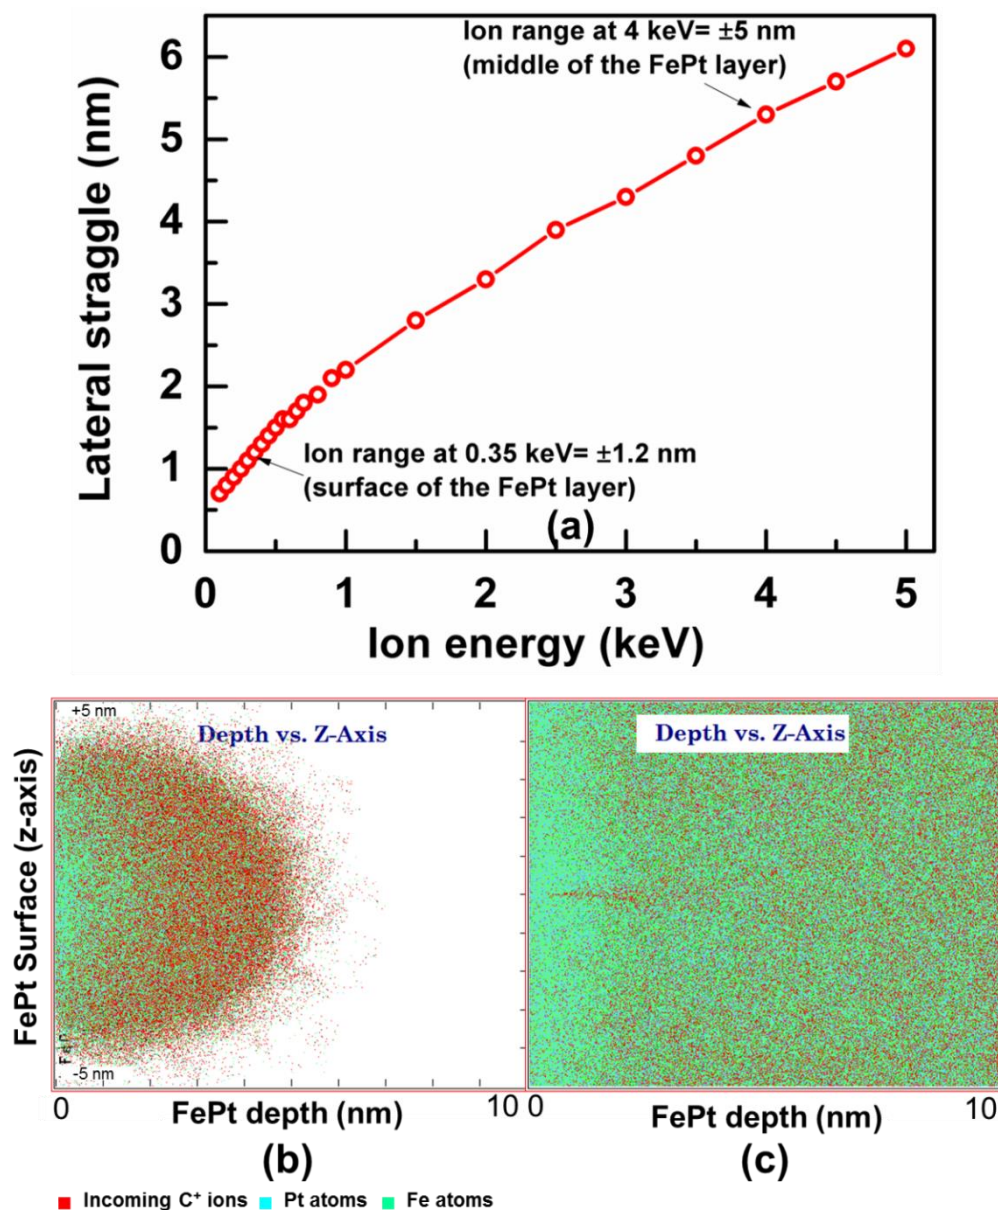 Lateral straggle (nm)
6
5
4
3
2
1
0
Ion range at 4 keV= ±5 nm
(middle of the FePt layer)
Ion range at 0.35 keV= ±1.2 nm
(surface of the FePt layer)
(a)
0 1 2 3 4 5
Ion energy (keV)
FePt Surface (z-axis)
+5 nm
Depth vs. Z-Axis
-5 nm
0 10
FePt depth (nm)
(b)
Depth vs. Z-Axis
0 10
FePt depth (nm)
(c)
Incoming C⁺ ions Pt atoms Fe atoms